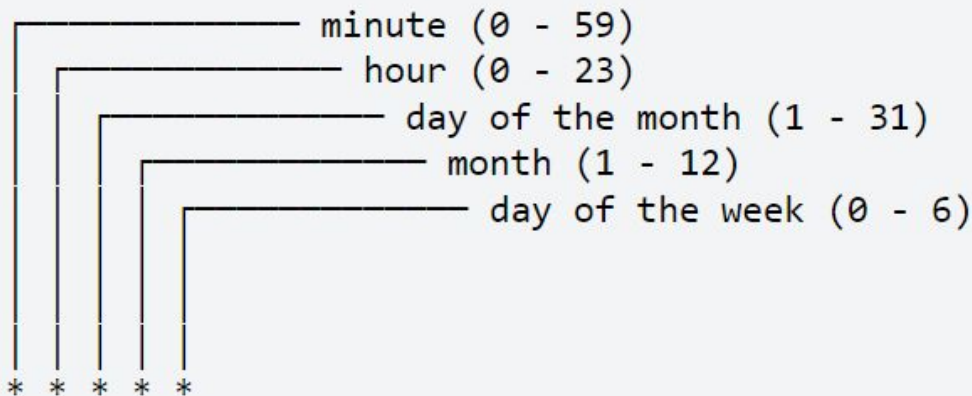 minute (0 - 59)
hour (0 - 23)
day of the month (1 - 31)
month (1 - 12)
day of the week (0 - 6)
* * * * *